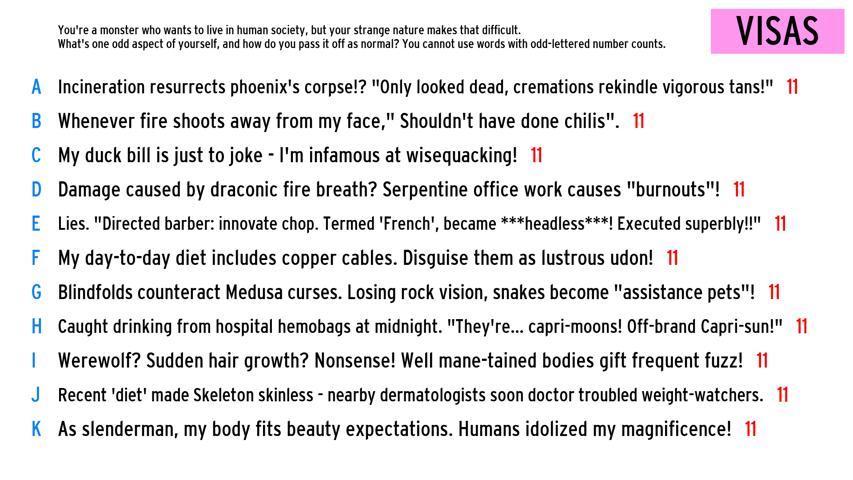 You're a monster who wants to live in human society, but your strange nature makes that difficult.
What's one odd aspect of yourself, and how do you pass it off as normal? You cannot use words with odd-lettered number counts.
VISAS
A Incineration resurrects phoenix's corpse!? "Only looked dead, cremations rekindle vigorous tans!" 11
B Whenever fire shoots away from my face," Shouldn't have done chilis". 11
C My duck bill is just to joke - I'm infamous at wisequacking! 11
D Damage caused by draconic fire breath? Serpentine office work causes "burnouts"! 11
E Lies. "Directed barber: innovate chop. Termed 'French', became ***headless***! Executed superbly!!" 11
F My day-to-day diet includes copper cables. Disguise them as lustrous udon! 11
G Blindfolds counteract Medusa curses. Losing rock vision, snakes become "assistance pets"! 11
H Caught drinking from hospital hemobags at midnight. "They're... capri-moons! Off-brand Capri-sun!" 11
I Werewolf? Sudden hair growth? Nonsense! Well mane-tained bodies gift frequent fuzz! 11
J Recent 'diet' made Skeleton skinless - nearby dermatologists soon doctor troubled weight-watchers. 11
K As slenderman, my body fits beauty expectations. Humans idolized my magnificence! 11